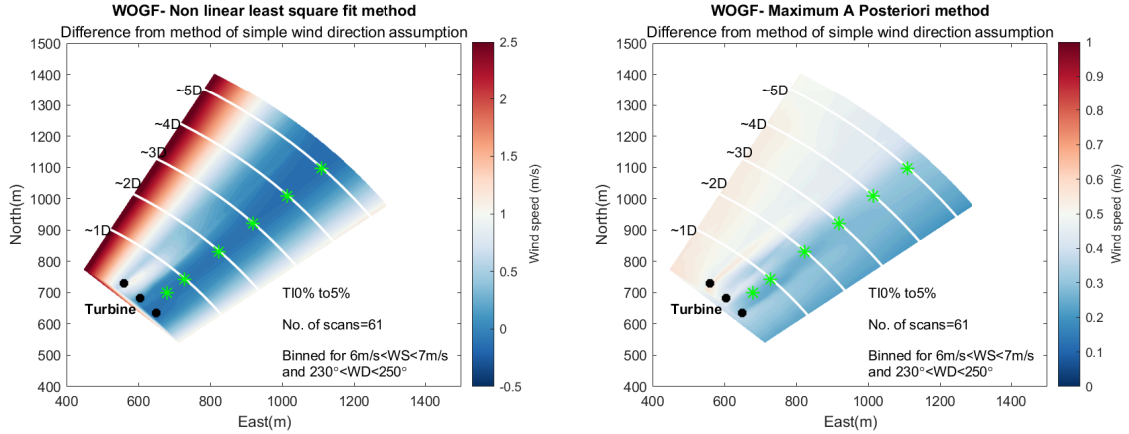 WOGF- Non linear least square fit method
Difference from method of simple wind direction assumption
1500
1400
1300
1200
1100
1000
900
800
700
600
500
400
North(m)
400
600
800
1000
1200
1400
East(m)
~5D
~4D
~3D
~2D
~1D
Turbine
TI0% to5%
No. of scans=61
Binned for 6m/s<WS<7m/s
and 230°<WD<250°
2.5
2
1.5
1
0.5
0
-0.5
Wind speed (m/s)
WOGF- Maximum A Posteriori method
Difference from method of simple wind direction assumption
1500
1400
1300
1200
1100
1000
900
800
700
600
500
400
North(m)
400
600
800
1000
1200
1400
East(m)
~5D
~4D
~3D
~2D
~1D
Turbine
TI0% to5%
No. of scans=61
Binned for 6m/s<WS<7m/s
and 230°<WD<250°
1
0.9
0.8
0.7
0.6
0.5
0.4
0.3
0.2
0.1
0
Wind speed (m/s)